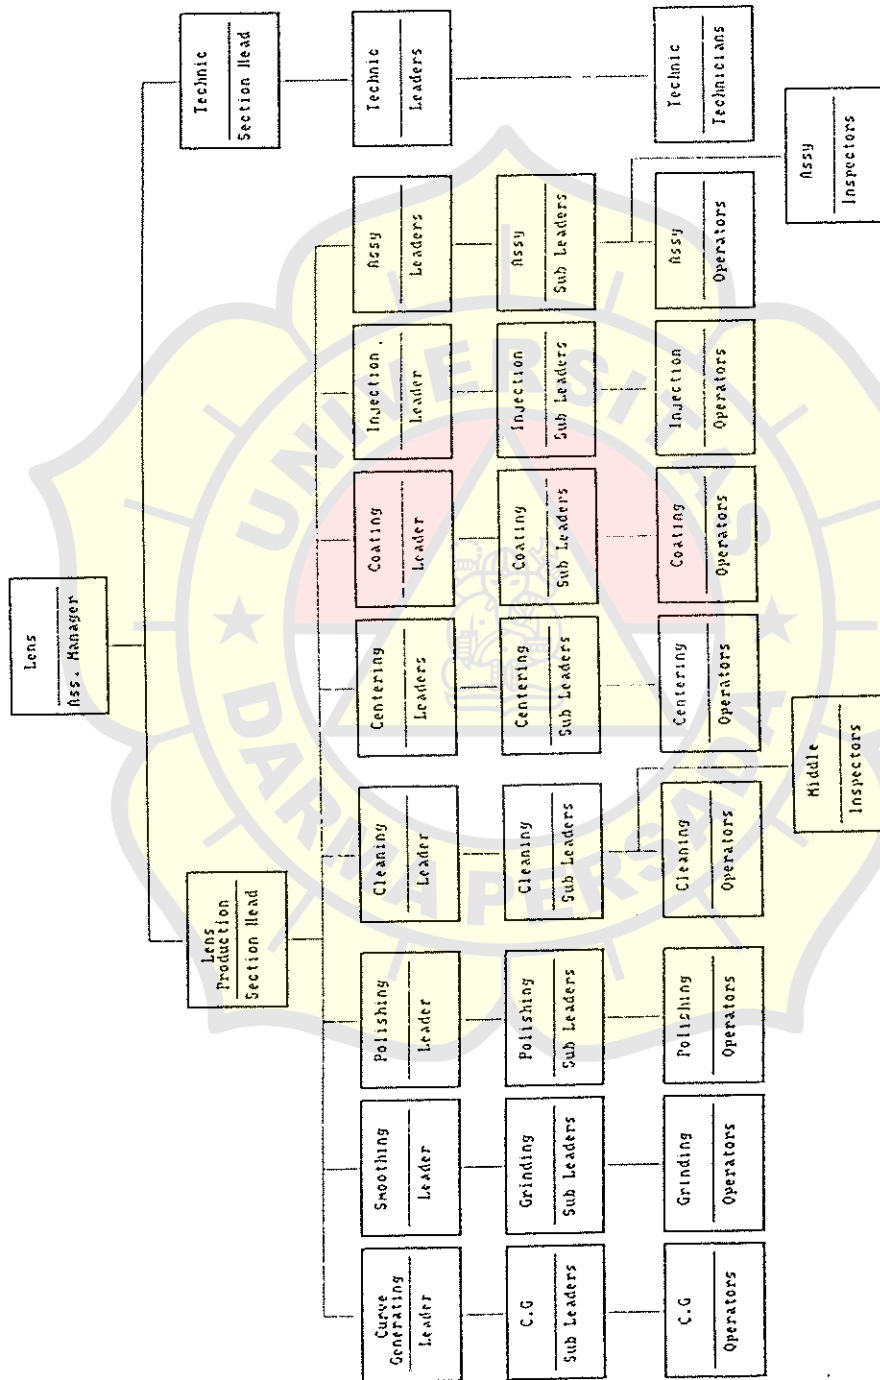 Lens
Ass. Manager
Lens
Production
Section Head
Technic
Section Head
Curve
Generating
Leader
Smoothing
Leader
Polishing
Leader
Cleaning
Leader
Centering
Leaders
Coating
Leader
Injection.
Leader
Assy
Leaders
Technic
Leaders
C.G
Sub Leaders
Grinding
Sub Leaders
Polishing
Sub Leaders
Cleaning
Sub Leaders
Centering
Sub Leaders
Coating
Sub Leaders
Injection
Sub Leaders
Assy
Sub Leaders
C.G
Operators
Grinding
Operators
Polishing
Operators
Cleaning
Operators
Centering
Operators
Coating
Operators
Injection
Operators
Assy
Operators
Technic
Technicians
Middle
Inspectors
Assy
Inspectors
UNIVERSITAS
DARMA PERSADA